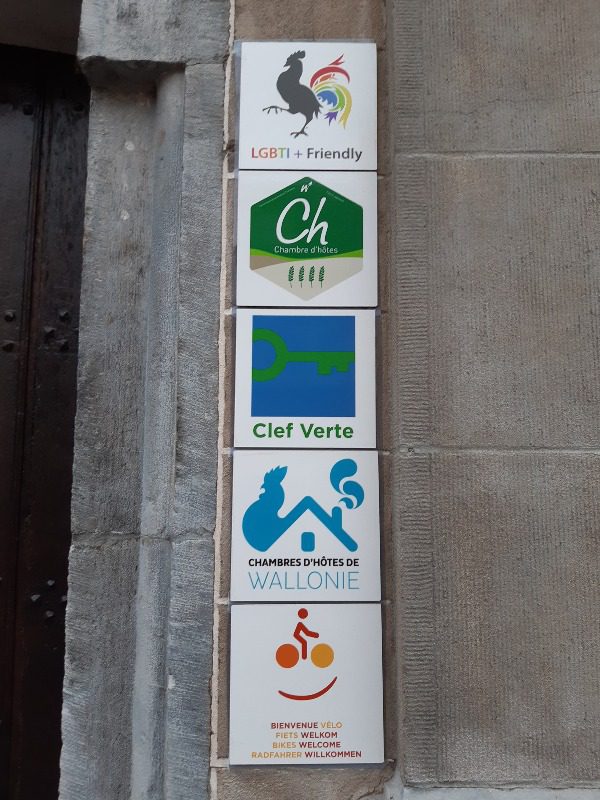 LGBTI + Friendly
Ch
Chambre d'hôtes
Clef Verte
CHAMBRES D'HÔTES DE
WALLONIE
BIENVENUE VÉLO
FIETS WELKOM
BIKES WELCOME
RADFAHRER WILLKOMMEN